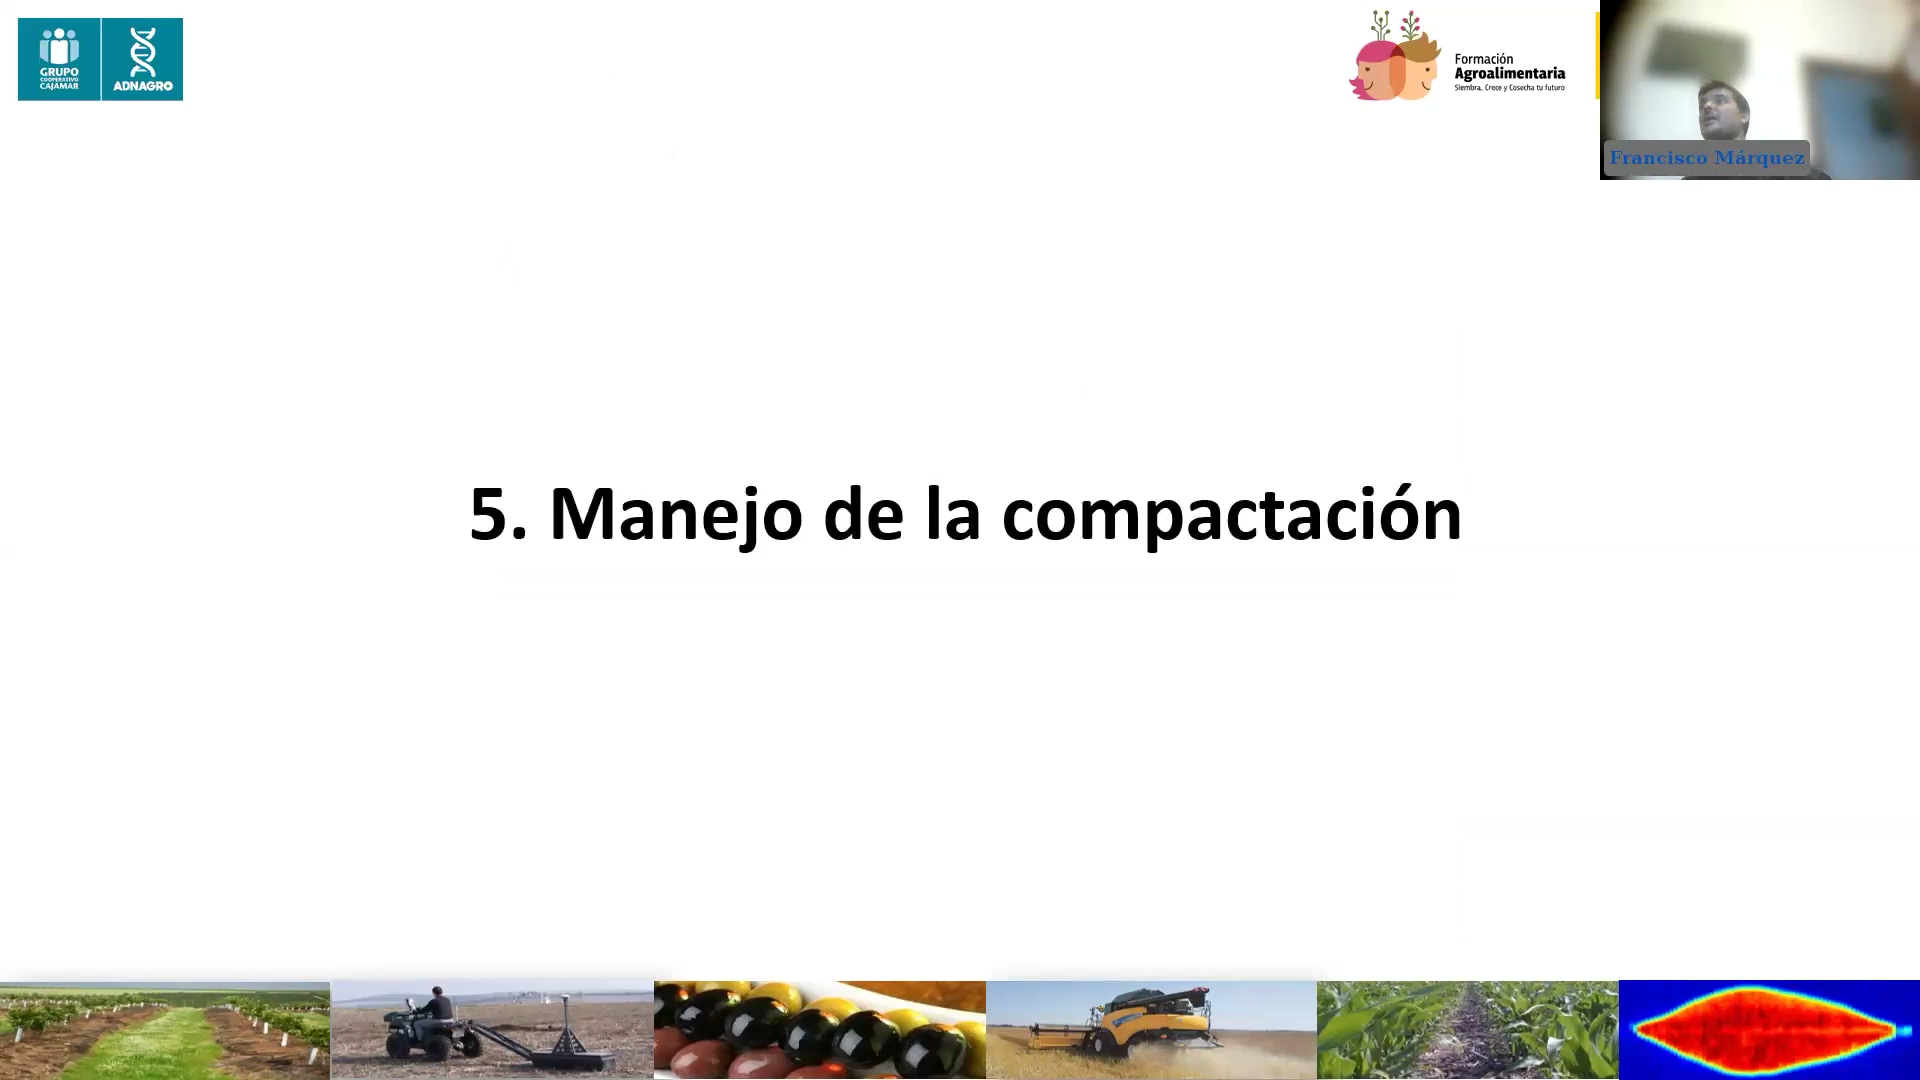 GRUPO
COOPERATIVO
CAJAMAR
ADNAGRO
Formación
Agroalimentaria
Siembra, Crece y Cosecha tu futuro
Francisco Márquez
5. Manejo de la compactación